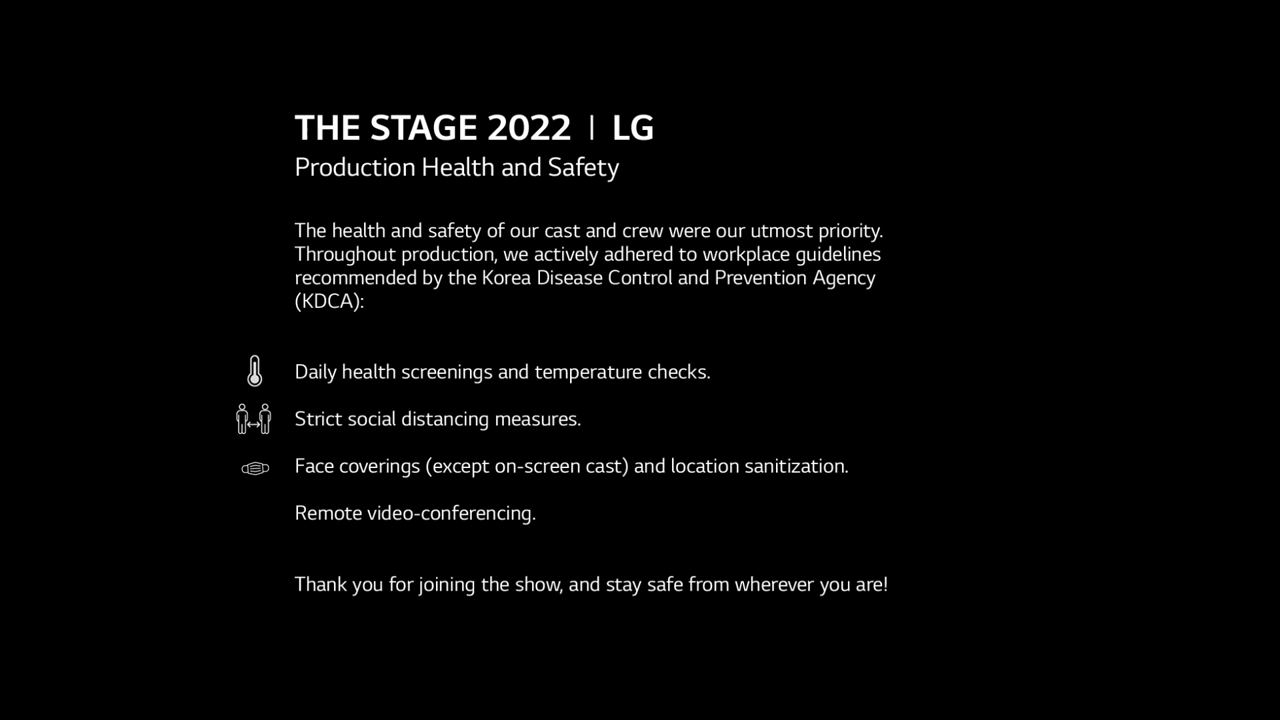 THE STAGE 2022 | LG
Production Health and Safety
The health and safety of our cast and crew were our utmost priority.
Throughout production, we actively adhered to workplace guidelines
recommended by the Korea Disease Control and Prevention Agency
(KDCA):
Daily health screenings and temperature checks.
Strict social distancing measures.
Face coverings (except on-screen cast) and location sanitization.
Remote video-conferencing.
Thank you for joining the show, and stay safe from wherever you are!